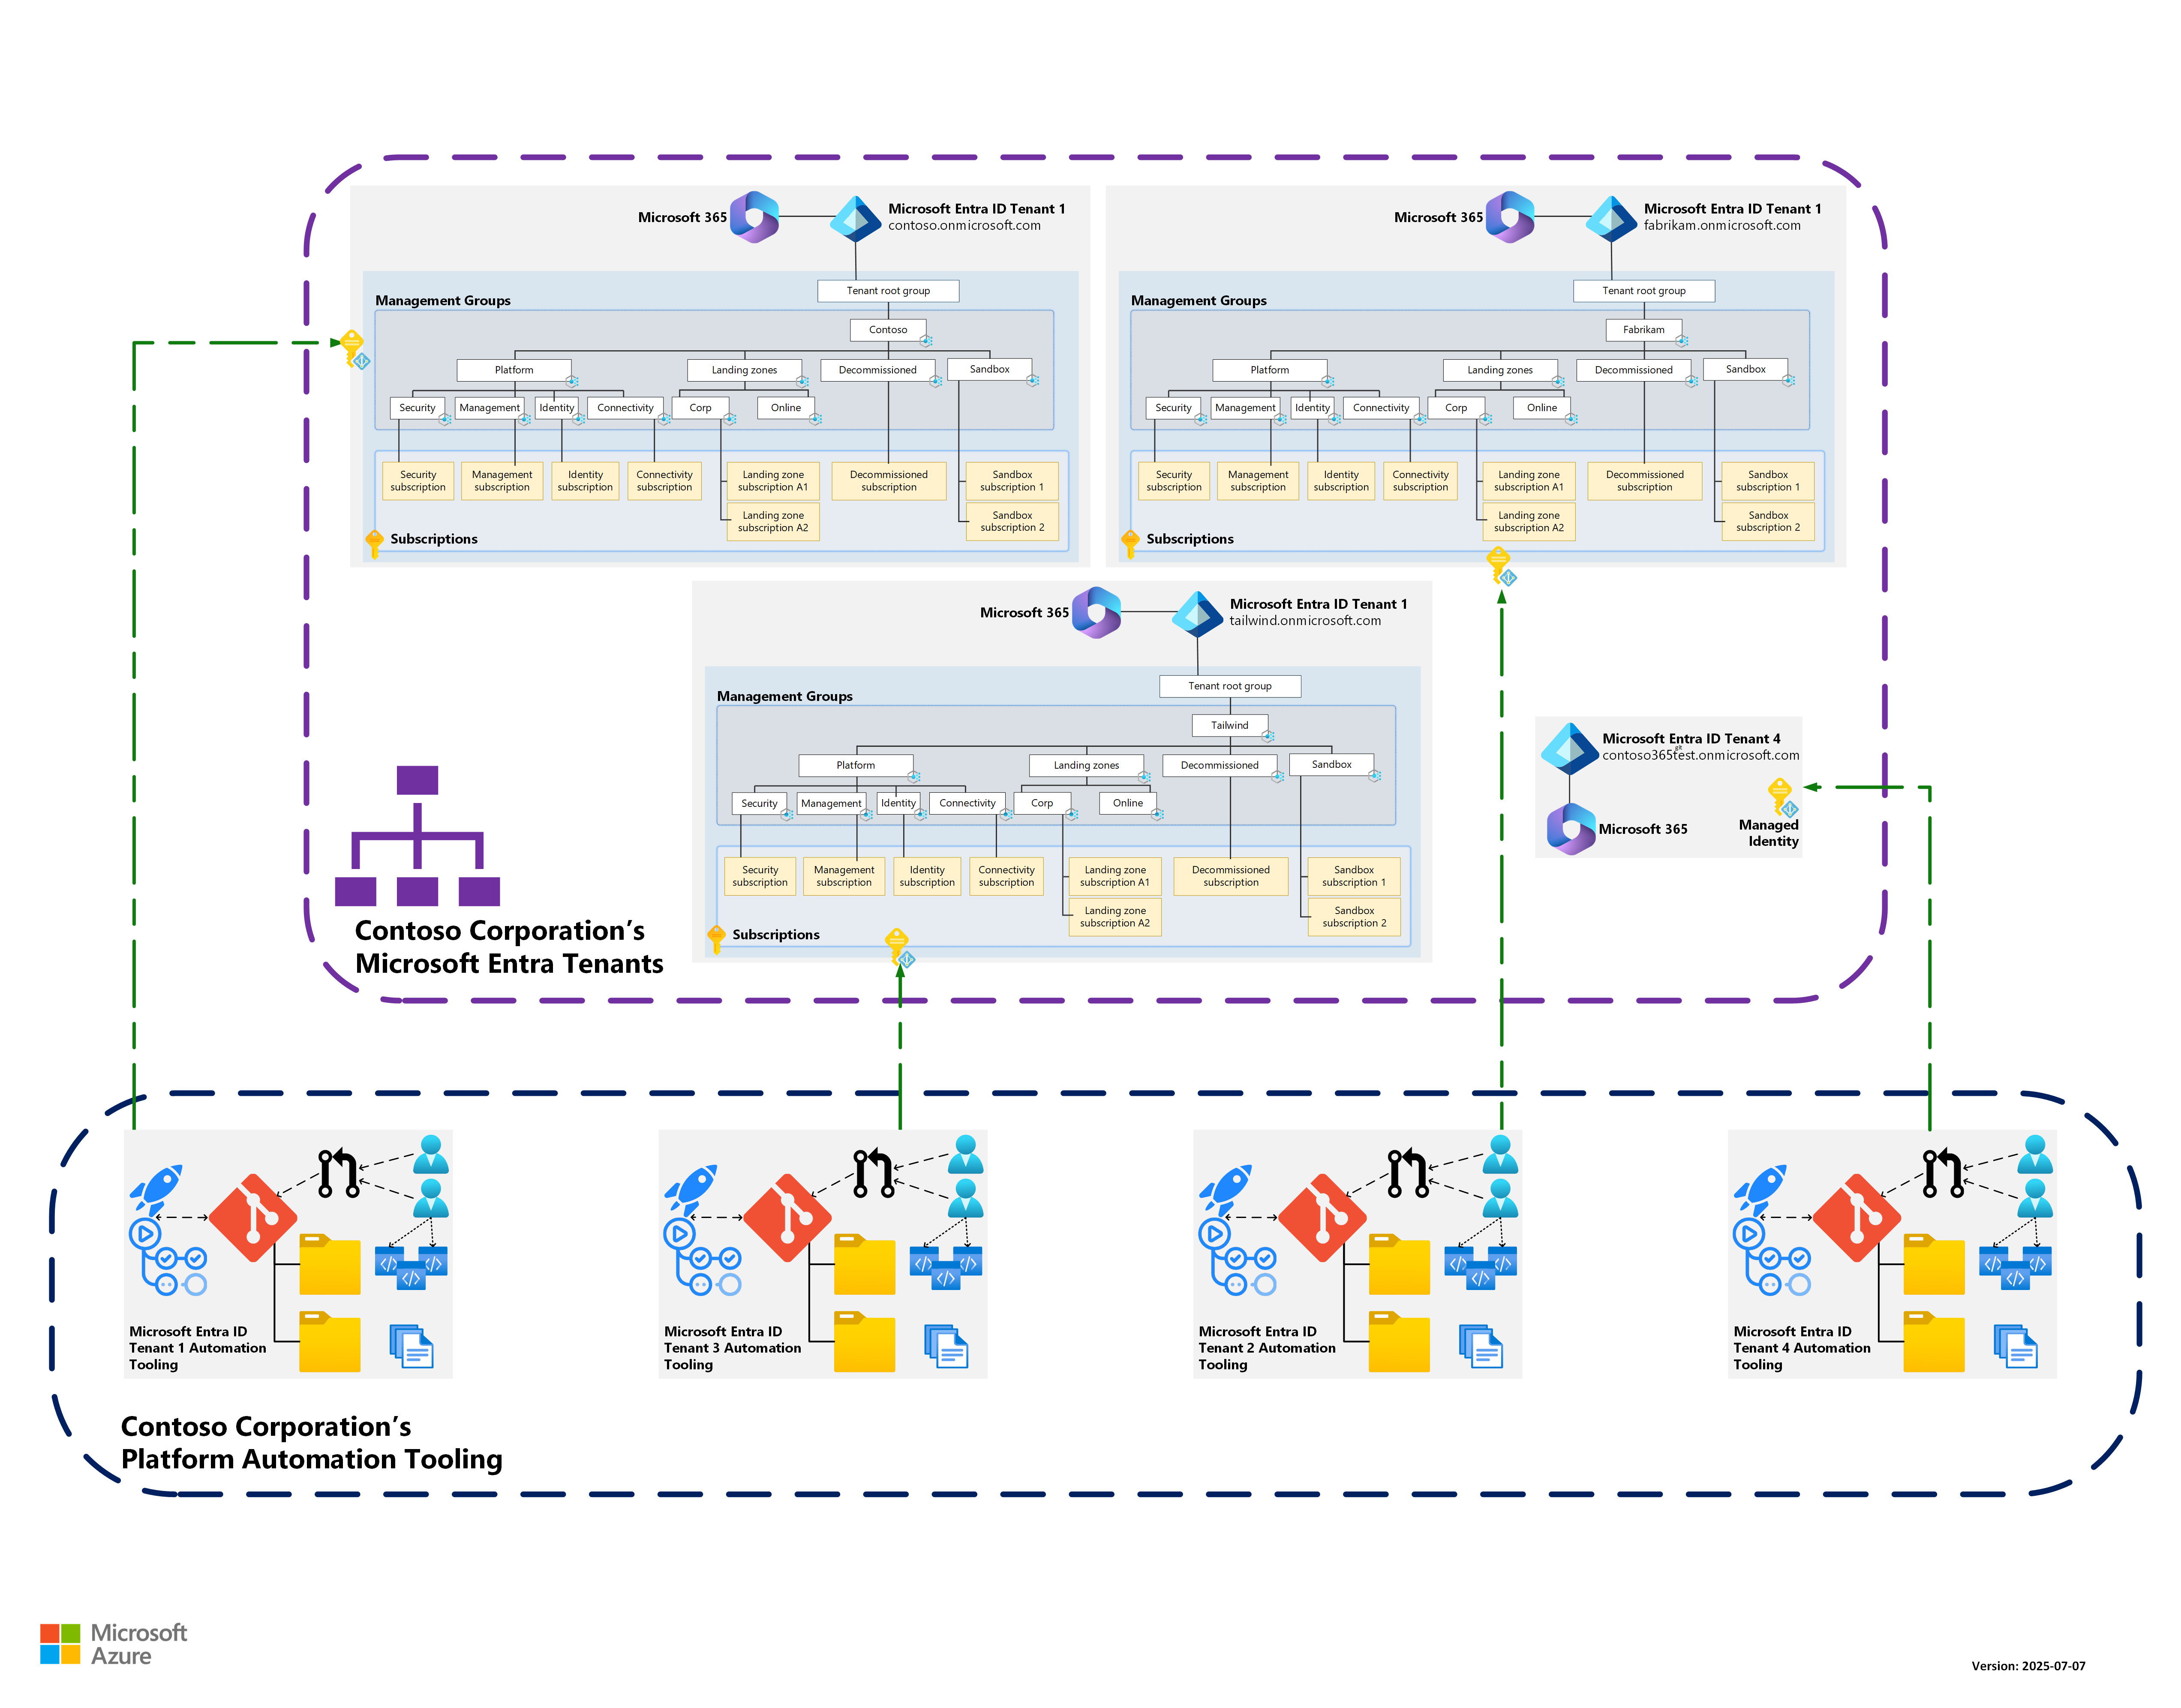 Microsoft 365
Microsoft Entra ID Tenant 1
contoso.onmicrosoft.com
Tenant root group
Management Groups
Contoso
Platform
Landing zones
Decommissioned
Sandbox
Security
Management
Identity
Connectivity
Corp
Online
Security
subscription
Management
subscription
Identity
subscription
Connectivity
subscription
Landing zone
subscription A1
Decommissioned
subscription
Sandbox
subscription 1
Landing zone
subscription A2
Sandbox
subscription 2
Subscriptions
Microsoft 365
Microsoft Entra ID Tenant 1
fabrikam.onmicrosoft.com
Tenant root group
Management Groups
Fabrikam
Platform
Landing zones
Decommissioned
Sandbox
Security
Management
Identity
Connectivity
Corp
Online
Security
subscription
Management
subscription
Identity
subscription
Connectivity
subscription
Landing zone
subscription A1
Decommissioned
subscription
Sandbox
subscription 1
Landing zone
subscription A2
Sandbox
subscription 2
Subscriptions
Microsoft 365
Microsoft Entra ID Tenant 1
tailwind.onmicrosoft.com
Tenant root group
Management Groups
Tailwind
Platform
Landing zones
Decommissioned
Sandbox
Security
Management
Identity
Connectivity
Corp
Online
Security
subscription
Management
subscription
Identity
subscription
Connectivity
subscription
Landing zone
subscription A1
Decommissioned
subscription
Sandbox
subscription 1
Landing zone
subscription A2
Sandbox
subscription 2
Subscriptions
Microsoft Entra ID Tenant 4
git
contoso365test.onmicrosoft.com
Microsoft 365
Managed
Identity
Contoso Corporation’s
Microsoft Entra Tenants
Microsoft Entra ID
Tenant 1 Automation
Tooling
Microsoft Entra ID
Tenant 3 Automation
Tooling
Microsoft Entra ID
Tenant 2 Automation
Tooling
Microsoft Entra ID
Tenant 4 Automation
Tooling
Contoso Corporation’s
Platform Automation Tooling
Microsoft
Azure
Version: 2025-07-07